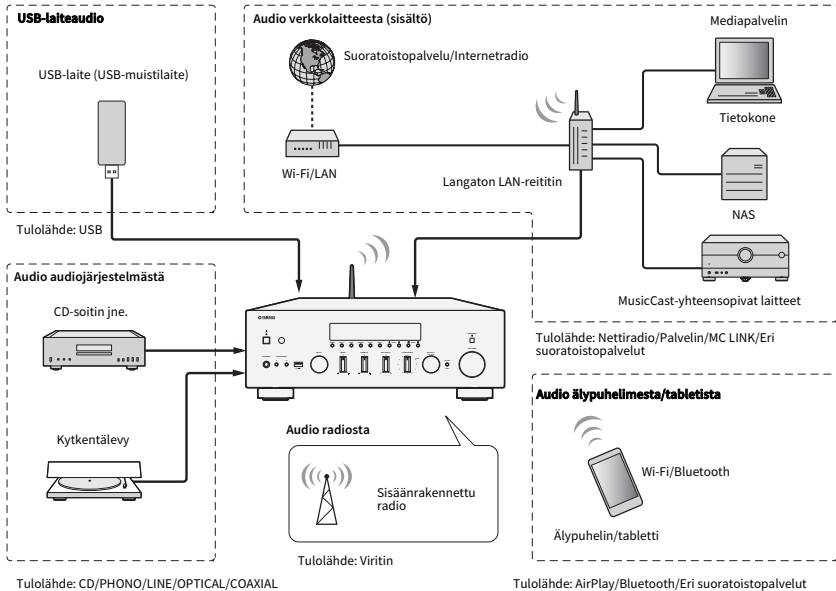 USB-laiteaudio
USB-laite (USB-muistilaite)
Tulolähde: USB
Audio verkkolaitteesta (sisältö)
Suoratoistopalvelu/Internetradio
Wi-Fi/LAN
Langaton LAN-reititin
Mediapalvelin
Tietokone
NAS
MusicCast-yhteensopivat laitteet
Tulolähde: Nettiradio/Palvelin/MC LINK/Eri
suoratoistopalvelut
Audio audiojärjestelmästä
CD-soitin jne.
Kytkentälevy
Tulolähde: CD/PHONO/LINE/OPTICAL/COAXIAL
YAMAHA
Audio radiosta
Sisäänrakennettu
radio
Tulolähde: Viritin
Audio älypuhelimesta/tabletista
Wi-Fi/Bluetooth
Älypuhelin/tabletti
Tulolähde: AirPlay/Bluetooth/Eri suoratoistopalvelut